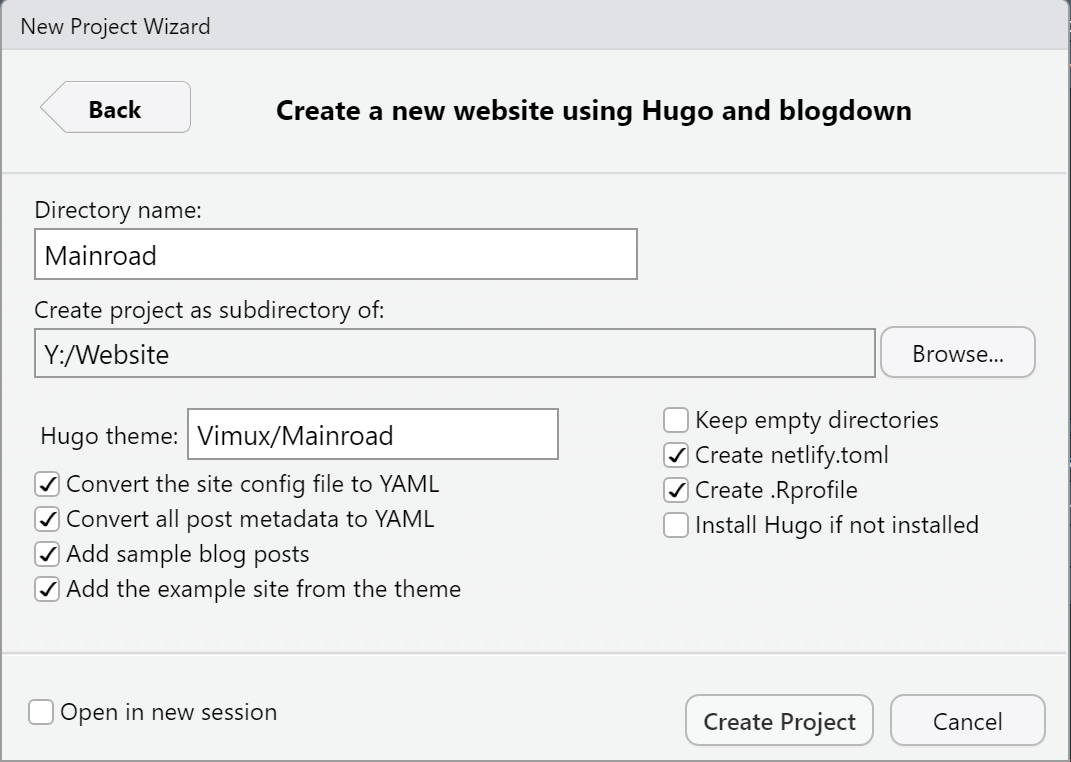 New Project Wizard
Back
Create a new website using Hugo and blogdown
Directory name:
Mainroad
Create project as subdirectory of:
Y:/Website
Browse...
Hugo theme: Vimux/Mainroad
Convert the site config file to YAML
Convert all post metadata to YAML
Add sample blog posts
Add the example site from the theme
Keep empty directories
Create netlify.toml
Create .Rprofile
Install Hugo if not installed
Open in new session
Create Project
Cancel